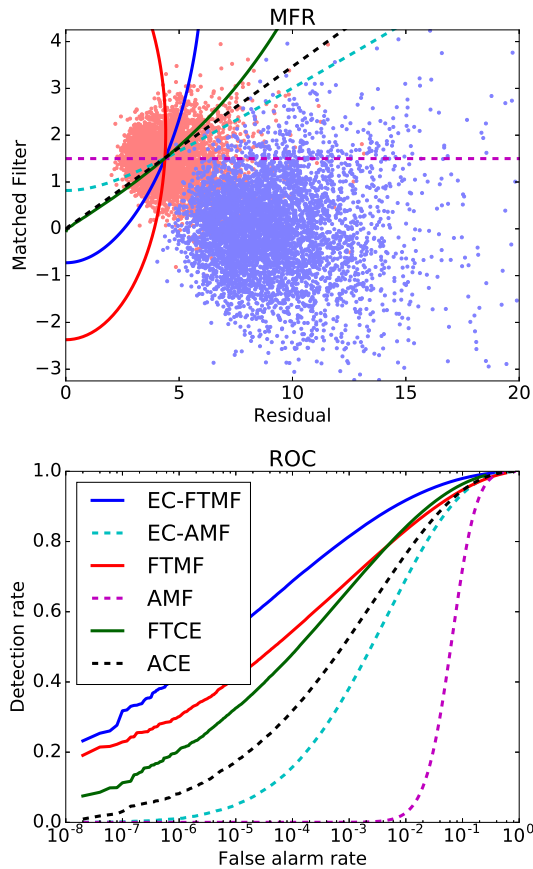 MFR
Matched Filter
4
3
2
1
0
−1
−2
−3
0 5 10 15 20
Residual
ROC
Detection rate
1.0
0.8
0.6
0.4
0.2
0.0
EC-FTMF
EC-AMF
FTMF
AMF
FTCE
ACE
10^-8 10^-7 10^-6 10^-5 10^-4 10^-3 10^-2 10^-1 10^0
False alarm rate